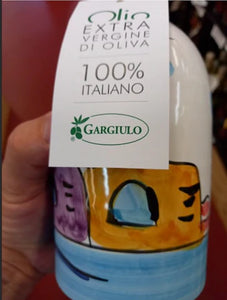 Olio
EXTRA
VERGINE
DI OLIVA
100%
ITALIANO
GARGIULO
®